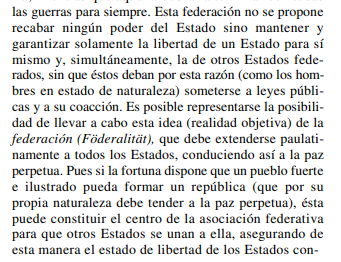 las guerras para siempre. Esta federación no se propone
recabar ningún poder del Estado sino mantener y
garantizar solamente la libertad de un Estado para sí
mismo y, simultáneamente, la de otros Estados fede-
rados, sin que éstos deban por esta razón (como los hom-
bres en estado de naturaleza) someterse a leyes públi-
cas y a su coacción. Es posible representarse la posibili-
dad de llevar a cabo esta idea (realidad objetiva) de la
federación (Föderalität), que debe extenderse paulati-
namente a todos los Estados, conduciendo así a la paz
perpetua. Pues si la fortuna dispone que un pueblo fuerte
e ilustrado pueda formar un república (que por su
propia naturaleza debe tender a la paz perpetua), ésta
puede constituir el centro de la asociación federativa
para que otros Estados se unan a ella, asegurando de
esta manera el estado de libertad de los Estados con-